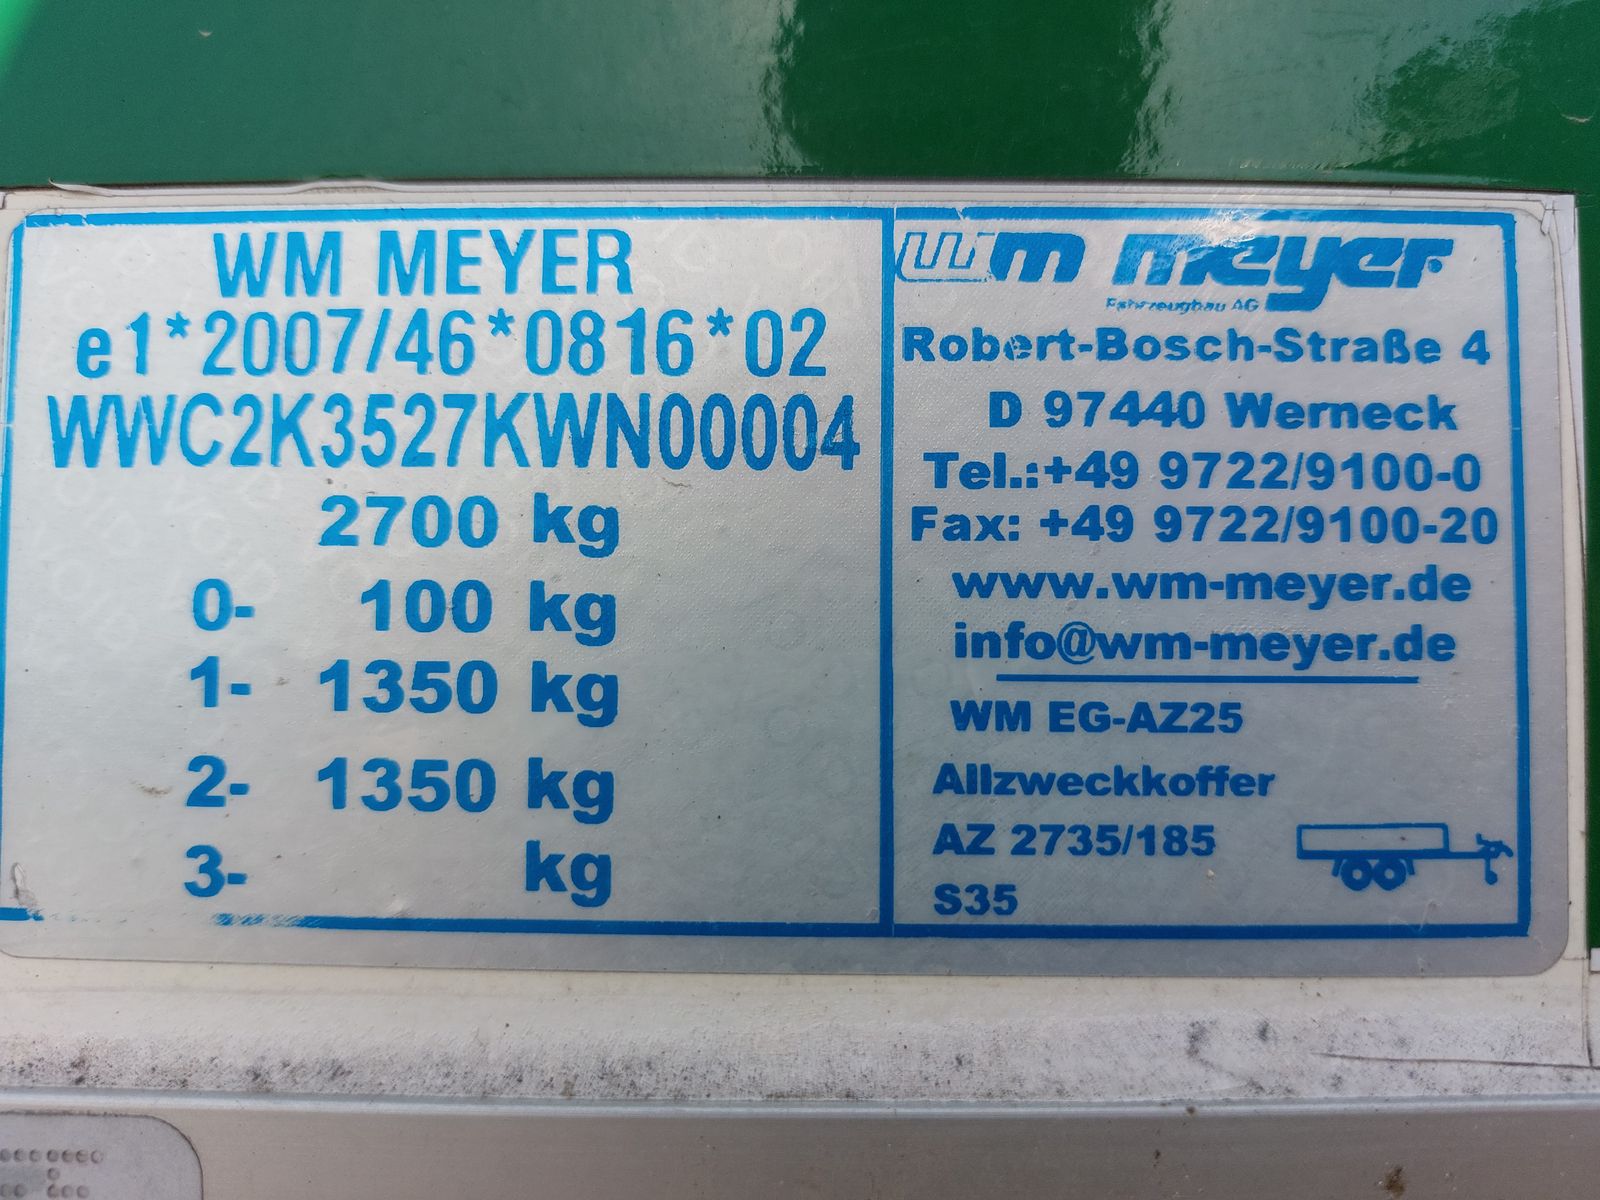 WM MEYER
e1*2007/46*0816*02
WWC2K3527KWN00004
2700 kg
0- 100 kg
1- 1350 kg
2- 1350 kg
3- kg
wm meyer
Fahrzeugbau AG
Robert-Bosch-Straße 4
D 97440 Werneck
Tel.:+49 9722/9100-0
Fax: +49 9722/9100-20
www.wm-meyer.de
info@wm-meyer.de
WM EG-AZ25
Allzweckkoffer
AZ 2735/185
S35